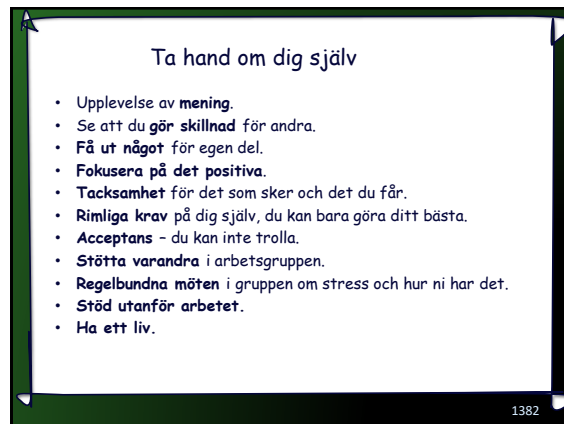 Ta hand om dig själv
• Upplevelse av mening.
• Se att du gör skillnad för andra.
• Få ut något för egen del.
• Fokusera på det positiva.
• Tacksamhet för det som sker och det du får.
• Rimliga krav på dig själv, du kan bara göra ditt bästa.
• Acceptans – du kan inte trolla.
• Stötta varandra i arbetsgruppen.
• Regelbundna möten i gruppen om stress och hur ni har det.
• Stöd utanför arbetet.
• Ha ett liv.
1382